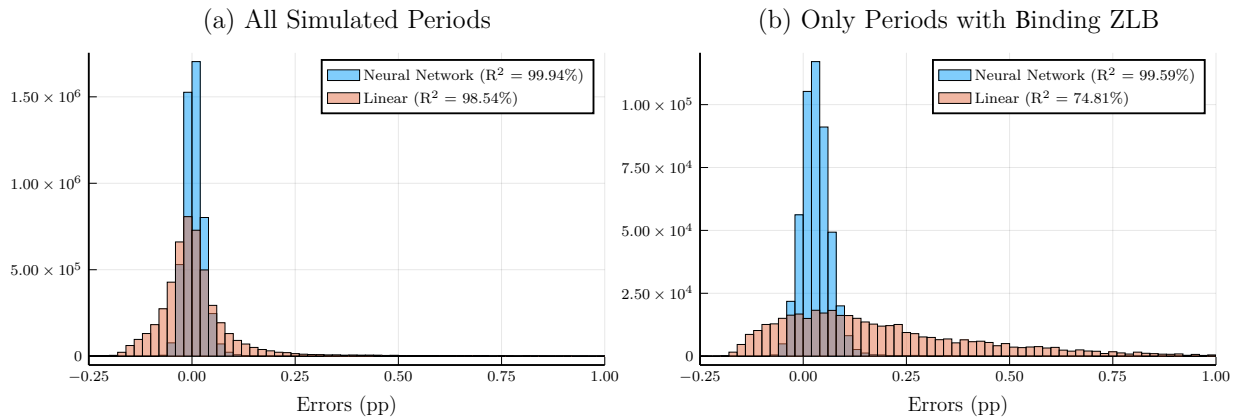 (a) All Simulated Periods
Neural Network (R² = 99.94%)
Linear (R² = 98.54%)
1.50 × 10⁶
1.00 × 10⁶
5.00 × 10⁵
0
−0.25
0.00
0.25
0.50
0.75
1.00
Errors (pp)
(b) Only Periods with Binding ZLB
Neural Network (R² = 99.59%)
Linear (R² = 74.81%)
1.00 × 10⁵
7.50 × 10⁴
5.00 × 10⁴
2.50 × 10⁴
0
−0.25
0.00
0.25
0.50
0.75
1.00
Errors (pp)